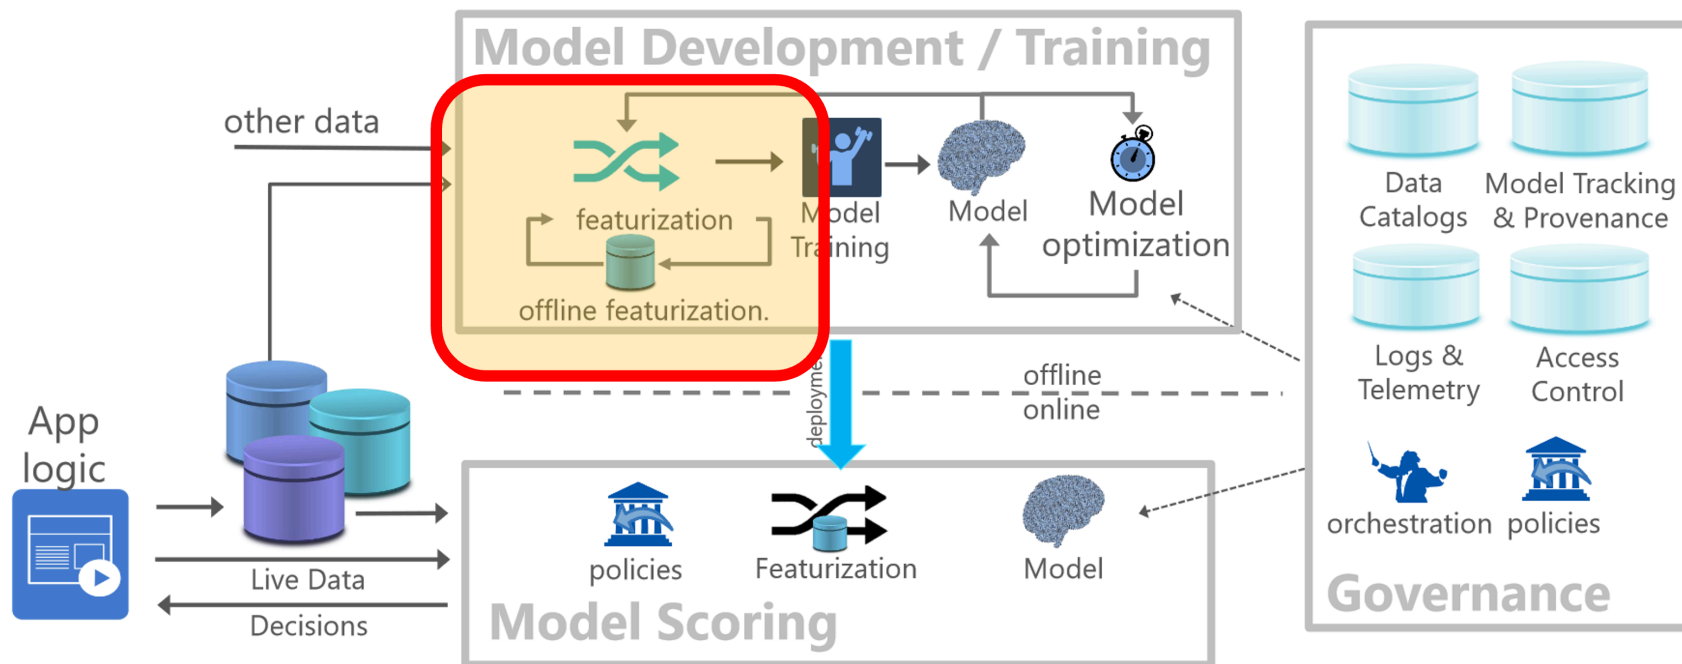 Model Development / Training
other data
featurization
offline featurization.
Model
Training
Model
Model
optimization
deployment
offline
online
App
logic
Live Data
Decisions
policies
Featurization
Model
Model Scoring
Data
Catalogs
Model Tracking
& Provenance
Logs &
Telemetry
Access
Control
orchestration
policies
Governance